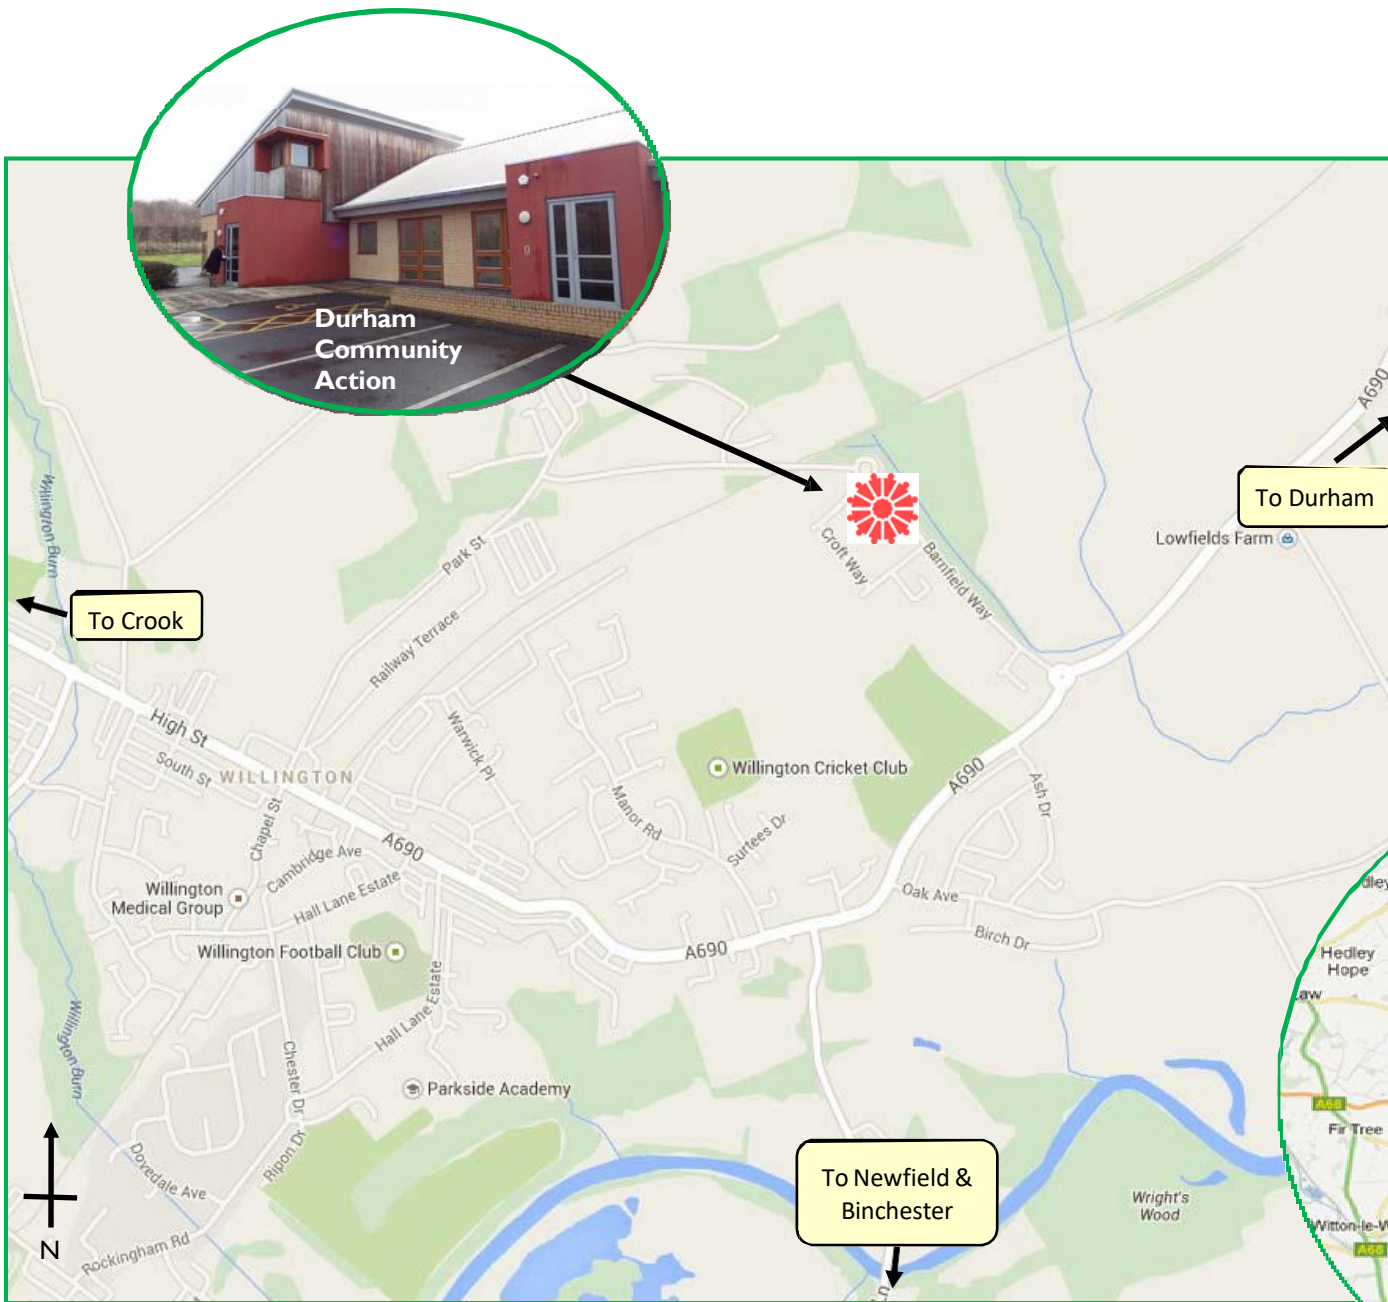 Durham
Community
Action
A690
To Durham
Lowfields Farm
Willington Burn
Park St
Croft Way
Barnfield Way
To Crook
Railway Terrace
High St
South St
WILLINGTON
Warwick Pl
Willington Cricket Club
A690
Ash Dr
Manor Rd
Surtees Dr
Chapel St
A690
Cambridge Ave
Willington
Medical Group
Hall Lane Estate
Oak Ave
Birch Dr
A690
Willington Football Club
Hedley
Hope
Hall Lane Estate
Willington Burn
Chester Dr
Parkside Academy
A68
Fir Tree
Ripon Dr
Dovedale Ave
To Newfield &
Binchester
Wright's
Wood
Witton-le-W
A68
Rockingham Rd
N